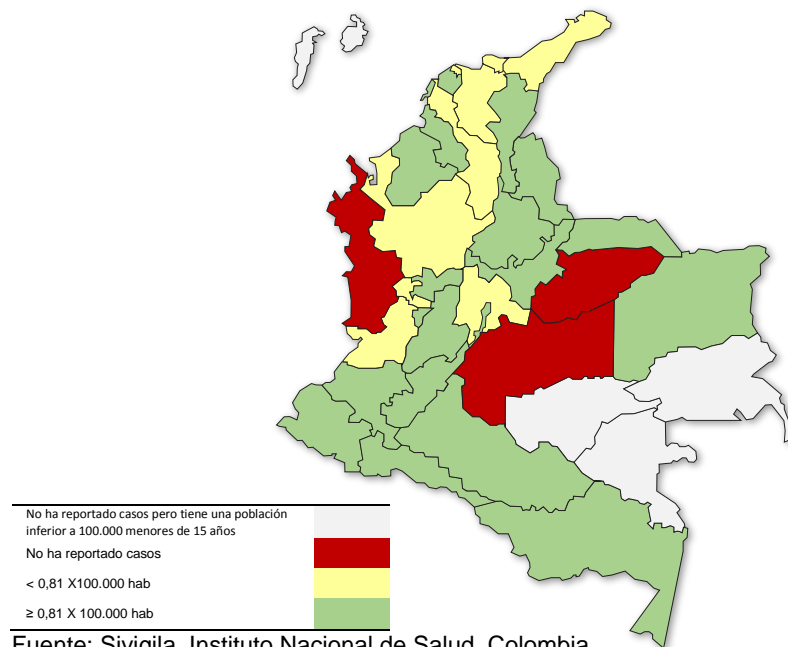 No ha reportado casos pero tiene una población
inferior a 100.000 menores de 15 años
No ha reportado casos
< 0,81 X100.000 hab
≥ 0,81 X 100.000 hab
Fuente: Sivigila, Instituto Nacional de Salud, Colombia